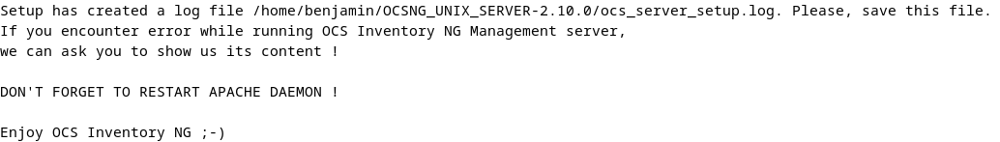 Setup has created a log file /home/benjamin/OCSNG_UNIX_SERVER-2.10.0/ocs_server_setup.log. Please, save this file.
If you encounter error while running OCS Inventory NG Management server,
we can ask you to show us its content !
DON'T FORGET TO RESTART APACHE DAEMON !
Enjoy OCS Inventory NG ;-)